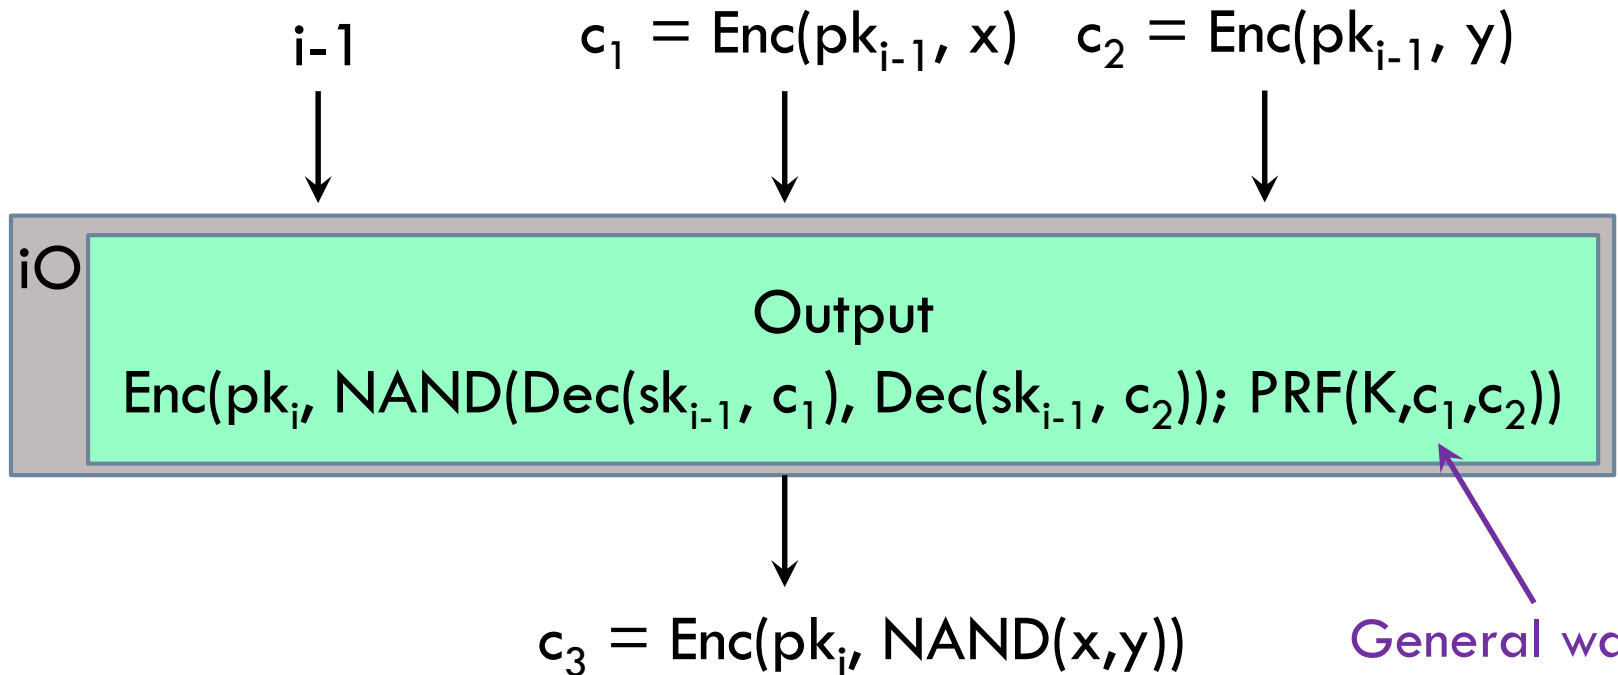 i-1 c₁ = Enc(pkᵢ₋₁, x) c₂ = Enc(pkᵢ₋₁, y)
iO
Output
Enc(pkᵢ, NAND(Dec(skᵢ₋₁, c₁), Dec(skᵢ₋₁, c₂)); PRF(K,c₁,c₂))
c₃ = Enc(pkᵢ, NAND(x,y))
General